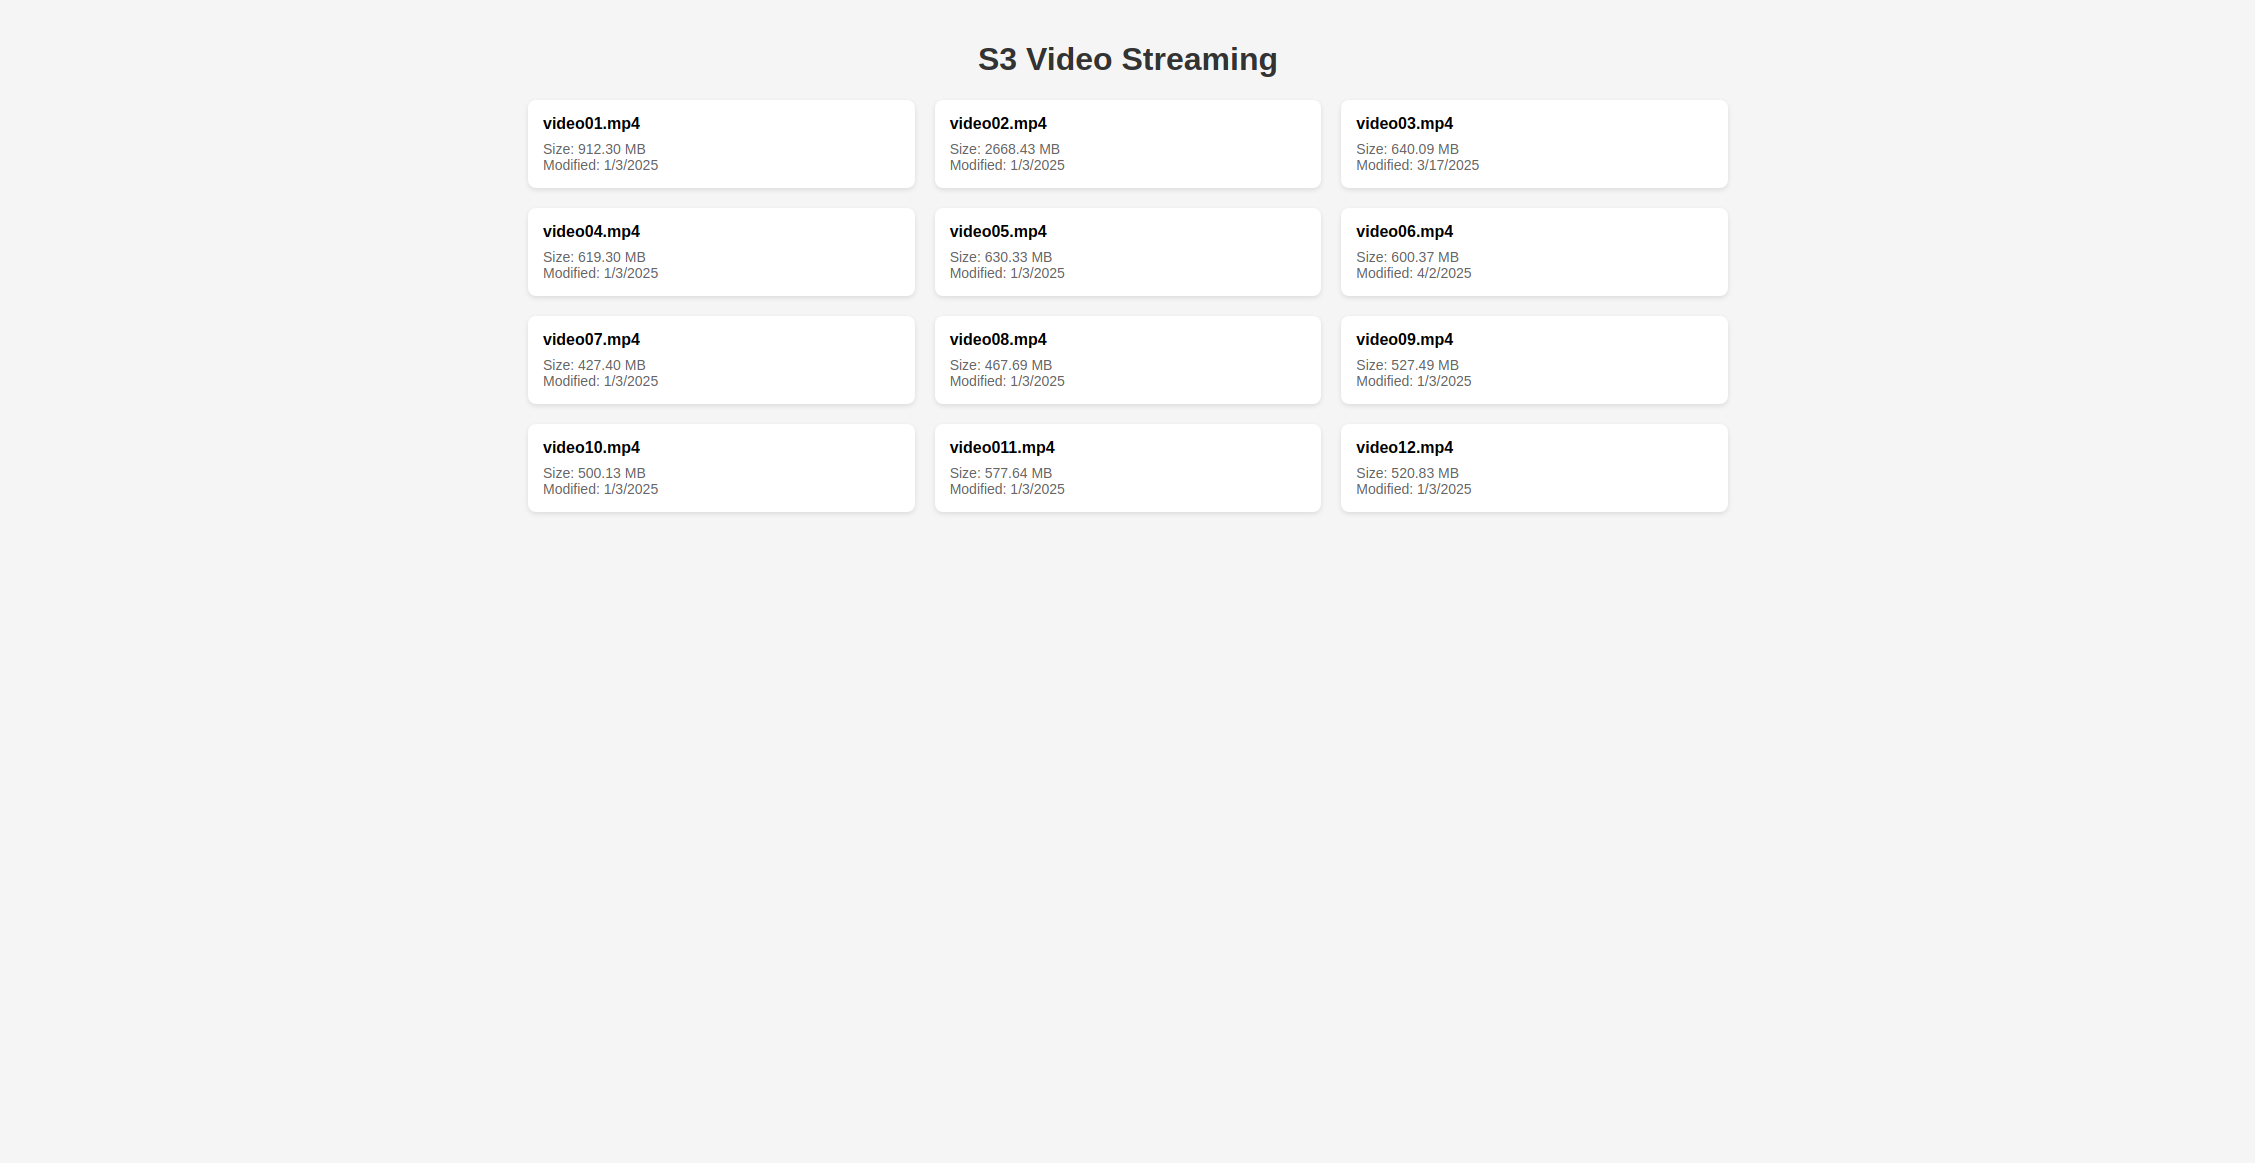 S3 Video Streaming
video01.mp4
Size: 912.30 MB
Modified: 1/3/2025
video02.mp4
Size: 2668.43 MB
Modified: 1/3/2025
video03.mp4
Size: 640.09 MB
Modified: 3/17/2025
video04.mp4
Size: 619.30 MB
Modified: 1/3/2025
video05.mp4
Size: 630.33 MB
Modified: 1/3/2025
video06.mp4
Size: 600.37 MB
Modified: 4/2/2025
video07.mp4
Size: 427.40 MB
Modified: 1/3/2025
video08.mp4
Size: 467.69 MB
Modified: 1/3/2025
video09.mp4
Size: 527.49 MB
Modified: 1/3/2025
video10.mp4
Size: 500.13 MB
Modified: 1/3/2025
video011.mp4
Size: 577.64 MB
Modified: 1/3/2025
video12.mp4
Size: 520.83 MB
Modified: 1/3/2025